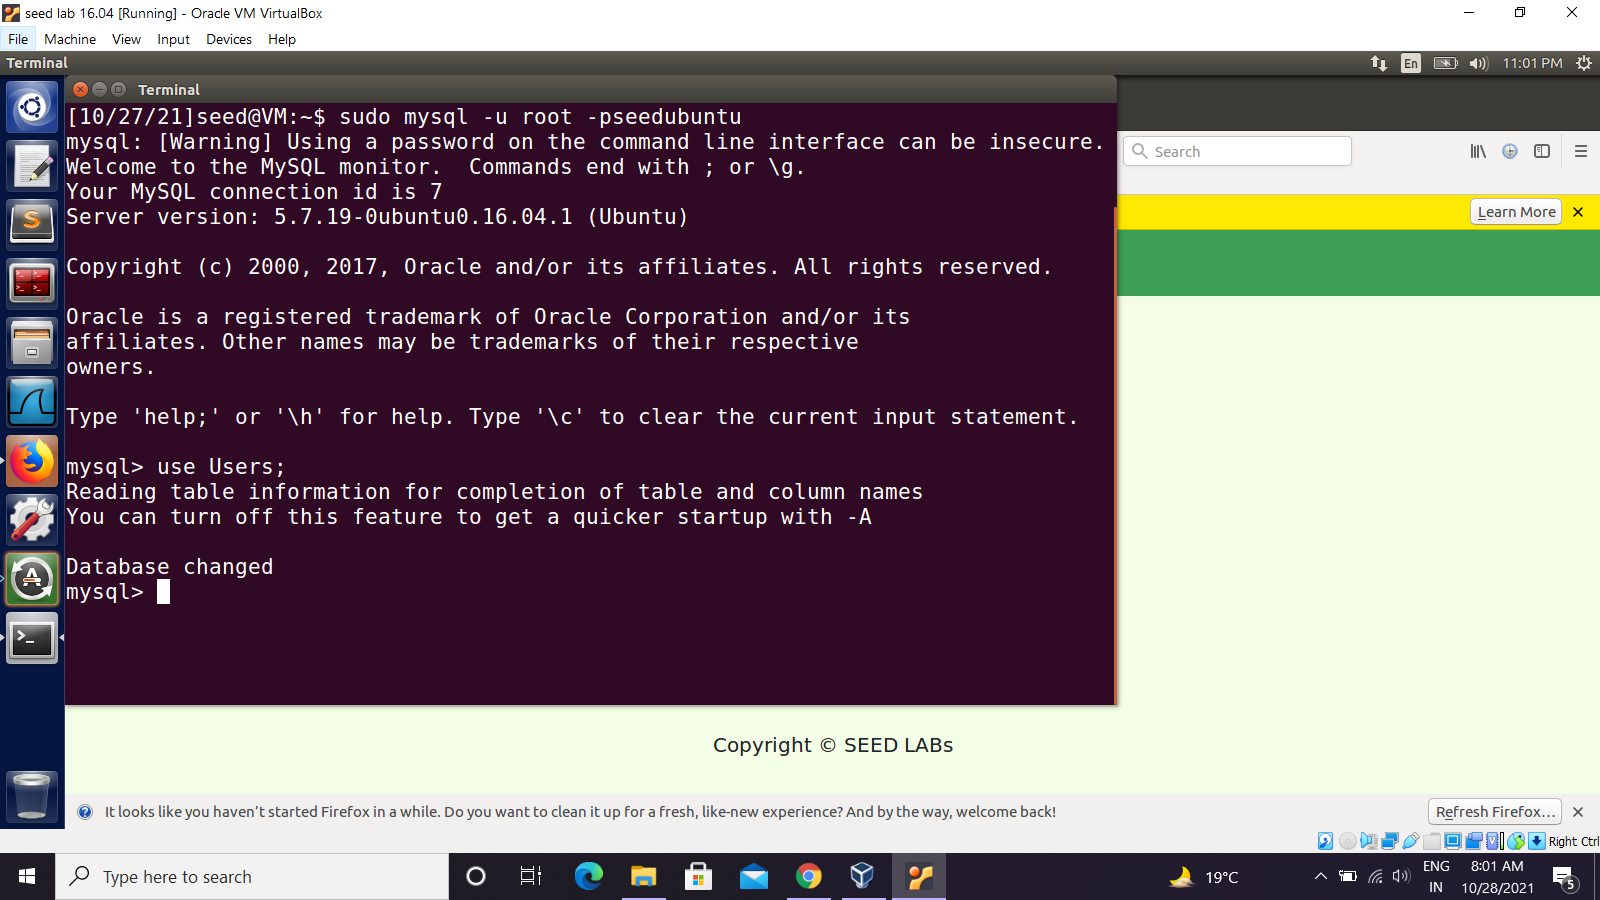 seed lab 16.04 [Running] - Oracle VM VirtualBox
File Machine View Input Devices Help
Terminal
En
11:01 PM
Terminal
[10/27/21]seed@VM:~$ sudo mysql -u root -pseedubuntu
mysql: [Warning] Using a password on the command line interface can be insecure.
Welcome to the MySQL monitor.  Commands end with ; or \g.
Your MySQL connection id is 7
Server version: 5.7.19-0ubuntu0.16.04.1 (Ubuntu)
Copyright (c) 2000, 2017, Oracle and/or its affiliates. All rights reserved.
Oracle is a registered trademark of Oracle Corporation and/or its
affiliates. Other names may be trademarks of their respective
owners.
Type 'help;' or '\h' for help. Type '\c' to clear the current input statement.
mysql> use Users;
Reading table information for completion of table and column names
You can turn off this feature to get a quicker startup with -A
Database changed
mysql>
Search
Learn More
Copyright © SEED LABs
It looks like you haven't started Firefox in a while. Do you want to clean it up for a fresh, like-new experience? And by the way, welcome back!
Refresh Firefox...
Right Ctrl
Type here to search
19°C
ENG
IN
8:01 AM
10/28/2021
5